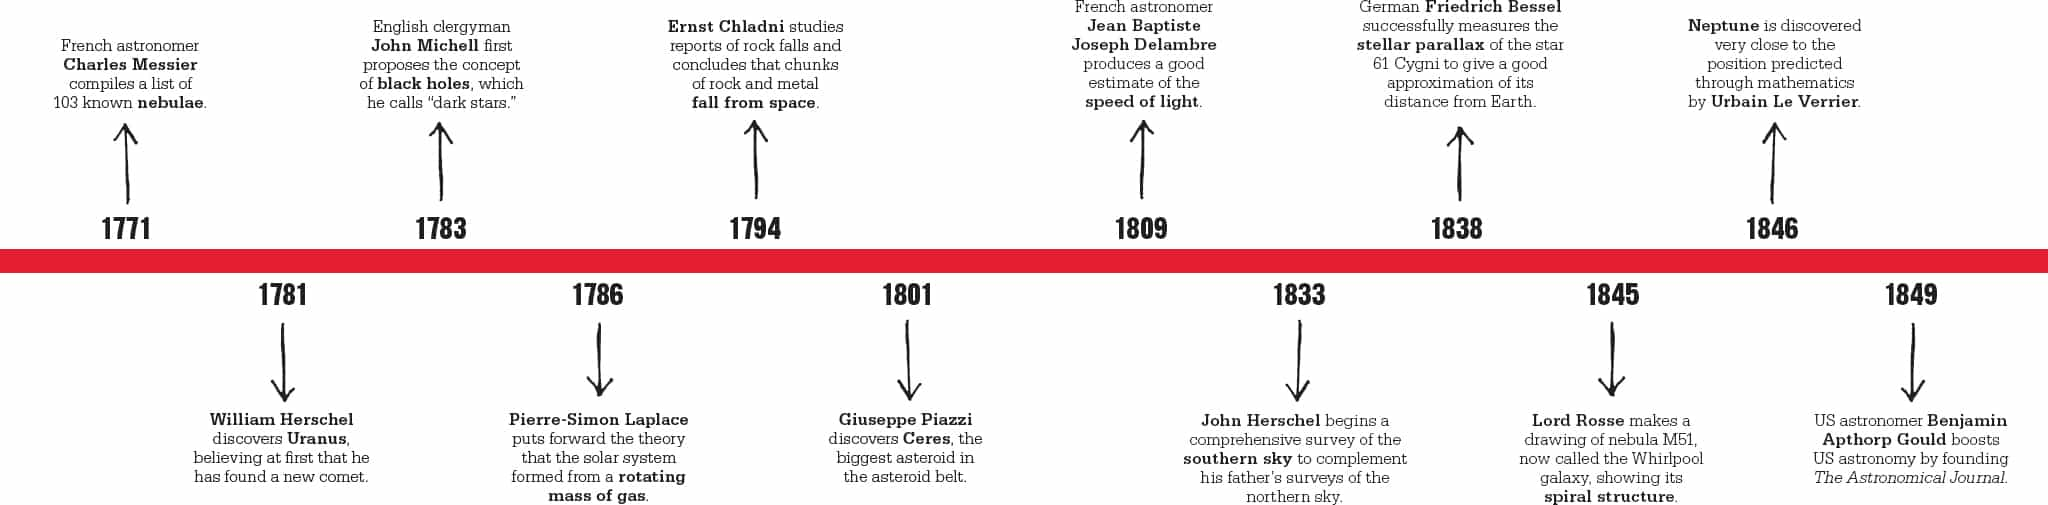 French astronomer
Charles Messier
compiles a list of
103 known nebulae.
1771
English clergyman
John Michell first
proposes the concept
of black holes, which
he calls “dark stars.”
1783
Ernst Chladni studies
reports of rock falls and
concludes that chunks
of rock and metal
fall from space.
1794
French astronomer
Jean Baptiste
Joseph Delambre
produces a good
estimate of the
speed of light.
1809
German Friedrich Bessel
successfully measures the
stellar parallax of the star
61 Cygni to give a good
approximation of its
distance from Earth.
1838
Neptune is discovered
very close to the
position predicted
through mathematics
by Urbain Le Verrier.
1846
1781
William Herschel
discovers Uranus,
believing at first that he
has found a new comet.
1786
Pierre-Simon Laplace
puts forward the theory
that the solar system
formed from a rotating
mass of gas.
1801
Giuseppe Piazzi
discovers Ceres, the
biggest asteroid in
the asteroid belt.
1833
John Herschel begins a
comprehensive survey of the
southern sky to complement
his father’s surveys of the
northern sky.
1845
Lord Rosse makes a
drawing of nebula M51,
now called the Whirlpool
galaxy, showing its
spiral structure.
1849
US astronomer Benjamin
Apthorp Gould boosts
US astronomy by founding
The Astronomical Journal.